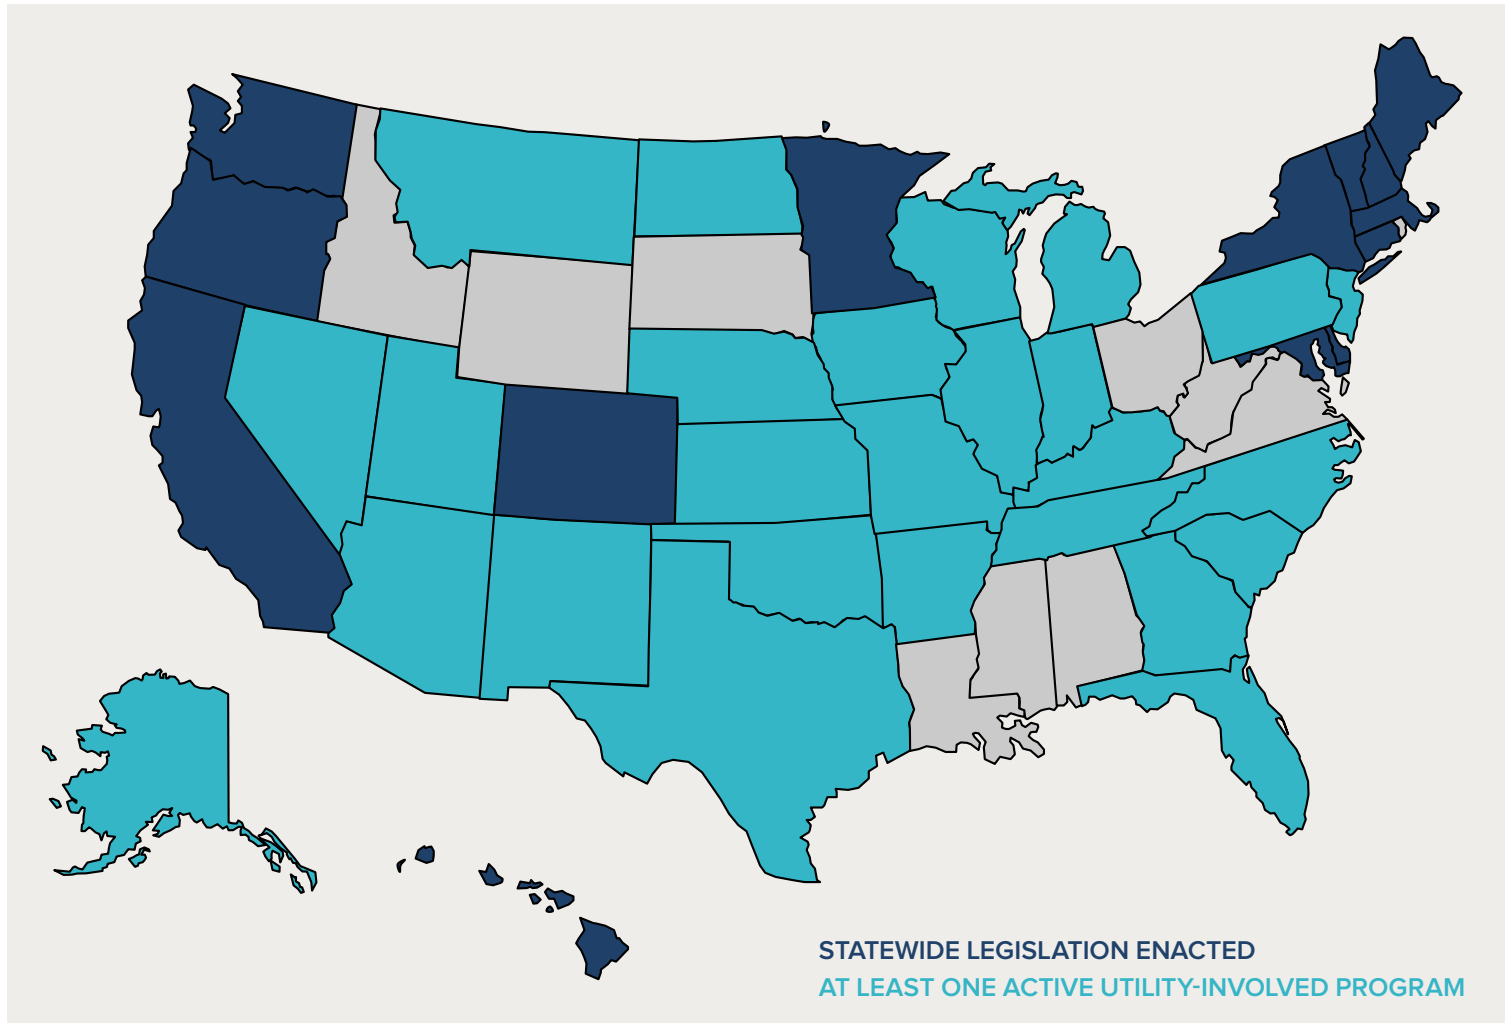 STATEWIDE LEGISLATION ENACTED
AT LEAST ONE ACTIVE UTILITY-INVOLVED PROGRAM